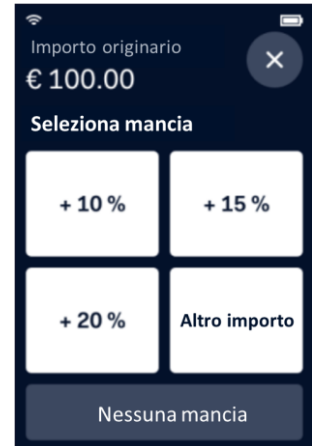 Importo originario
€ 100.00
Seleziona mancia
+ 10 %
+ 15 %
+ 20 %
Altro importo
Nessuna mancia